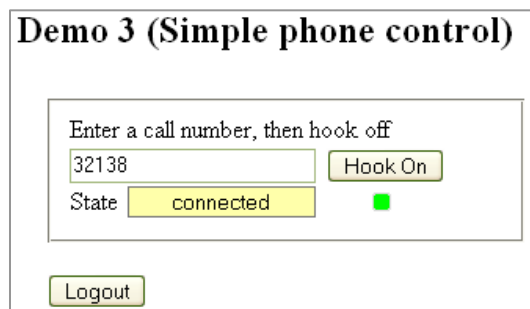 Demo 3 (Simple phone control)
Enter a call number, then hook off
32138 Hook On
State connected
Logout